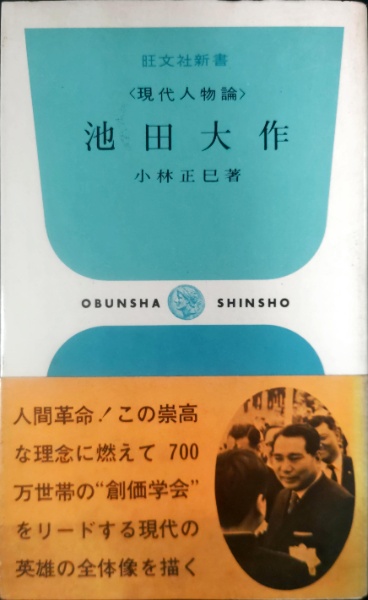 旺文社新書
〈現代人物論〉
池田大作
小林正巳著
OBUNSHA SHINSHO
人間革命！この崇高
な理念に燃えて 700
万世帯の“創価学会”
をリードする現代の
英雄の全体像を描く